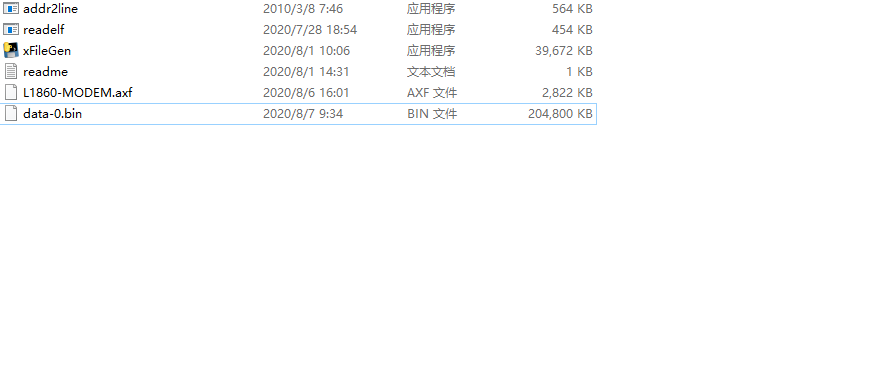 addr2line 2010/3/8 7:46 应用程序 564 KB
readelf 2020/7/28 18:54 应用程序 454 KB
xFileGen 2020/8/1 10:06 应用程序 39,672 KB
readme 2020/8/1 14:31 文本文档 1 KB
L1860-MODEM.axf 2020/8/6 16:01 AXF 文件 2,822 KB
data-0.bin 2020/8/7 9:34 BIN 文件 204,800 KB